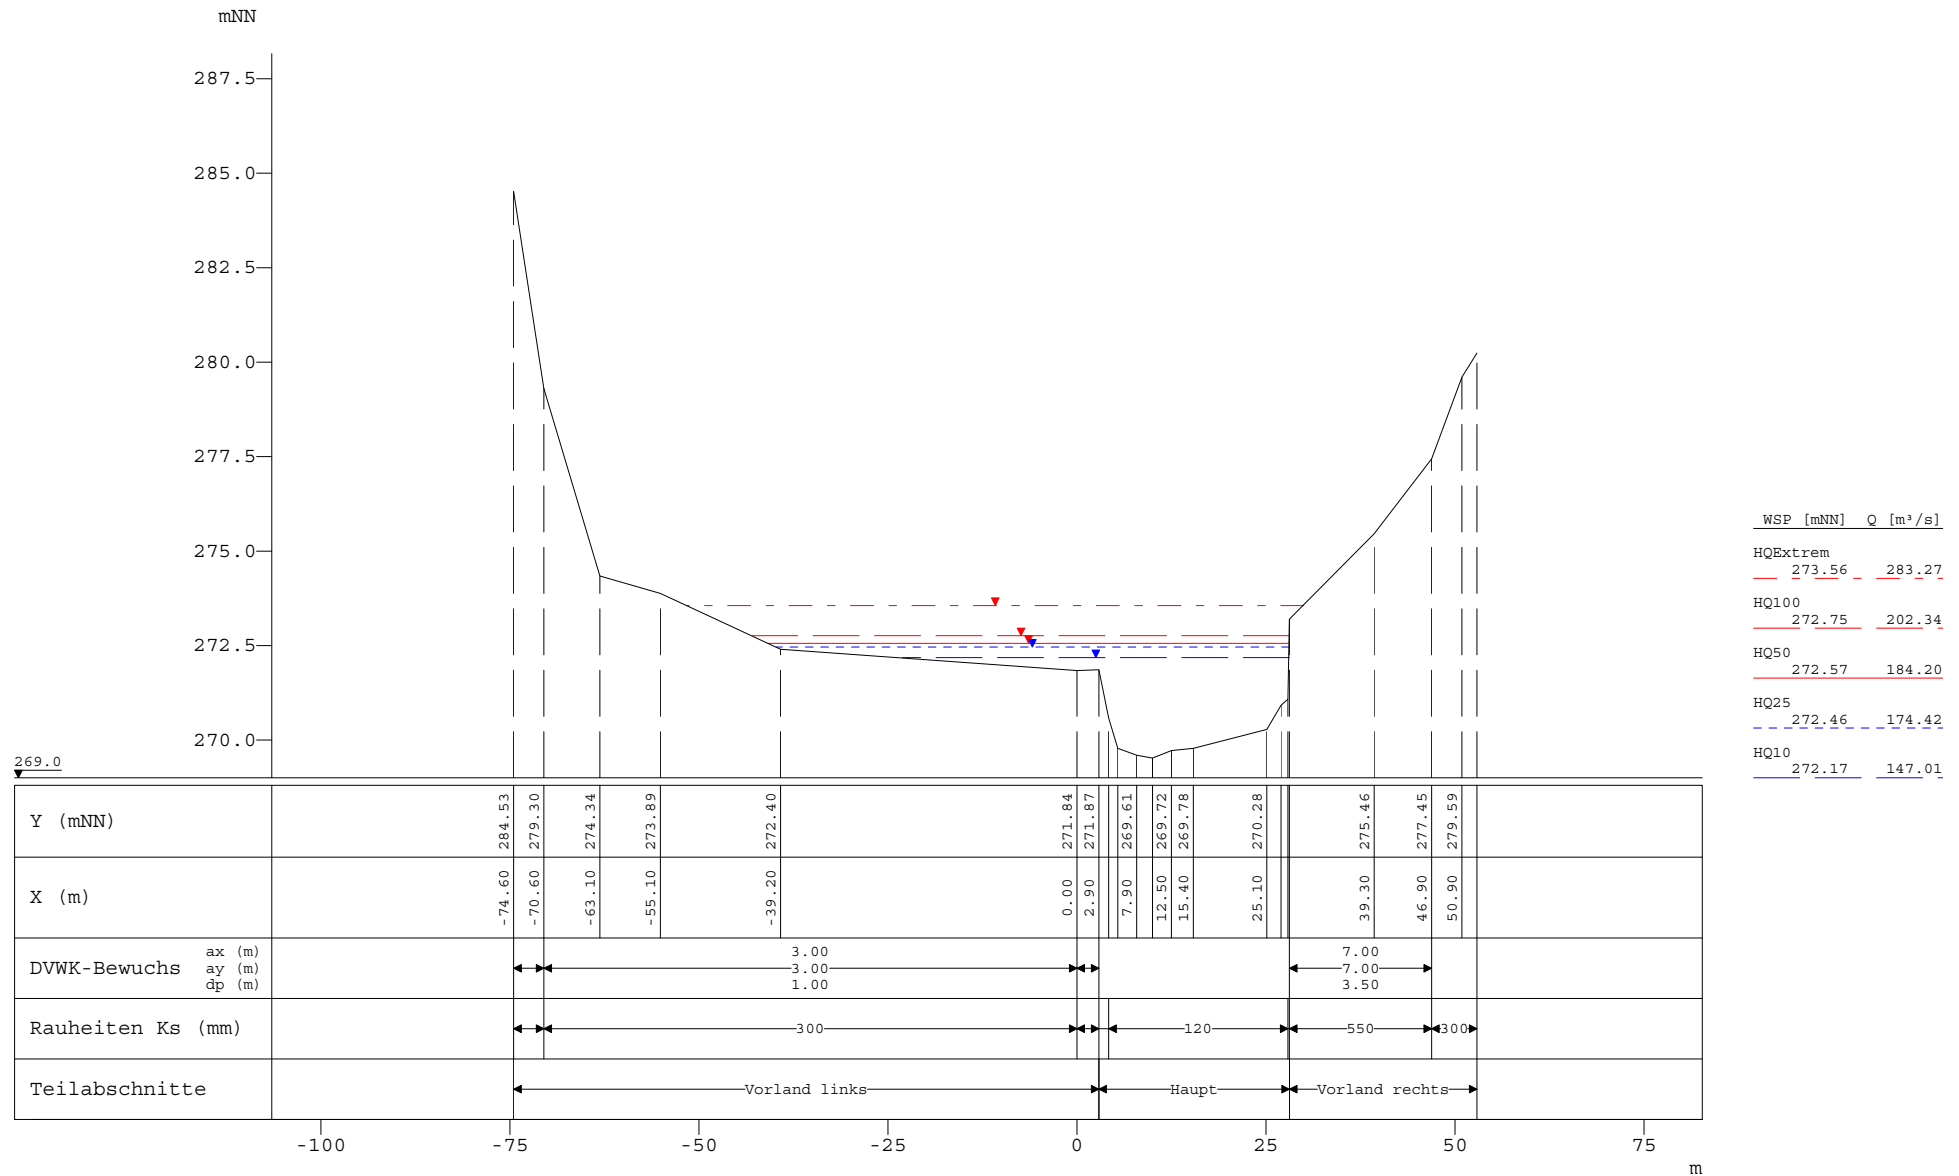 mNN
287.5
285.0
282.5
280.0
277.5
275.0
272.5
270.0
269.0
WSP [mNN] Q [m³/s]
HQExtrem
273.56 283.27
HQ100
272.75 202.34
HQ50
272.57 184.20
HQ25
272.46 174.42
HQ10
272.17 147.01
Y (mNN) 284.53 279.30 274.34 273.89 272.40 271.84 271.87 269.61 269.72 269.78 270.28 275.46 277.45 279.59
X (m) -74.60 -70.60 -63.10 -55.10 -39.20 0.00 2.90 7.90 12.50 15.40 25.10 39.30 46.90 50.90
DVWK-Bewuchs
ax (m) 3.00 7.00
ay (m) 3.00 7.00
dp (m) 1.00 3.50
Rauheiten Ks (mm) 300 120 550 300
Teilabschnitte Vorland links Haupt Vorland rechts
-100 -75 -50 -25 0 25 50 75
m